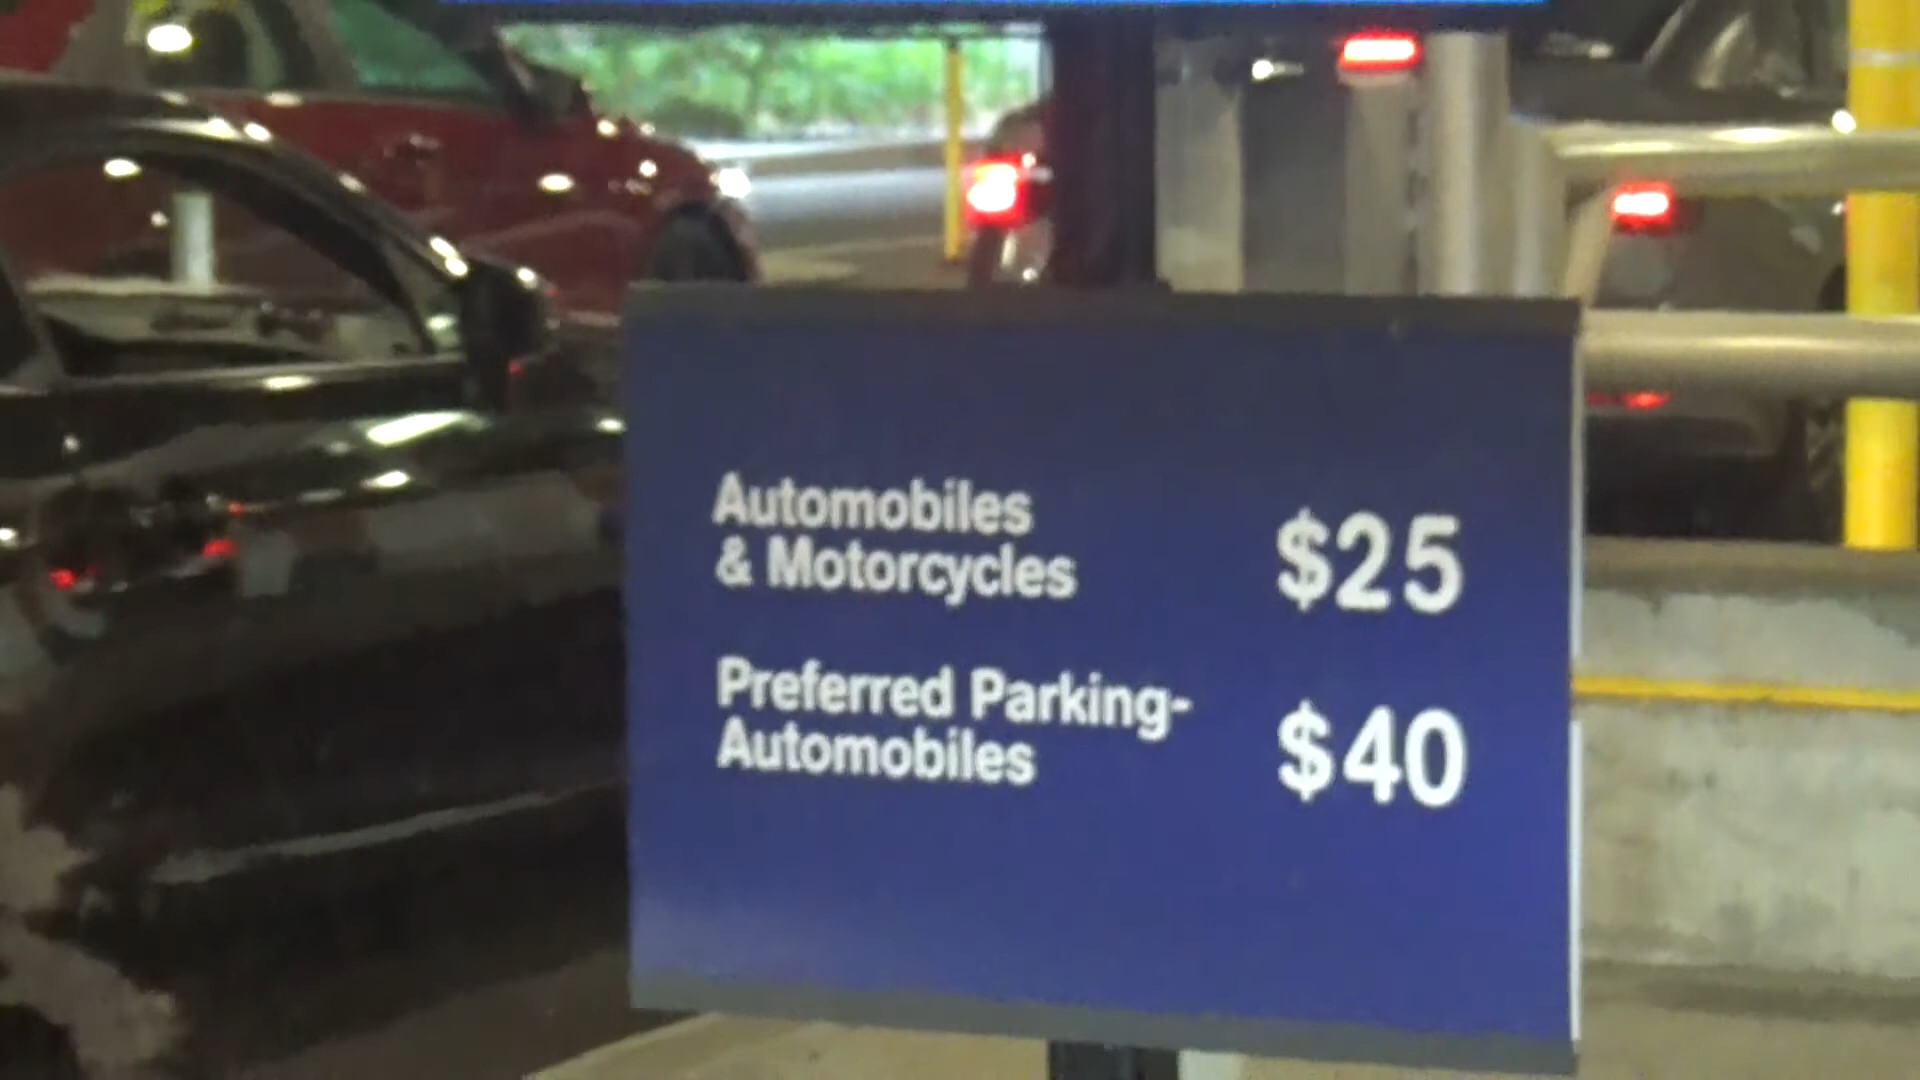 Automobiles
& Motorcycles $25
Preferred Parking-
Automobiles $40